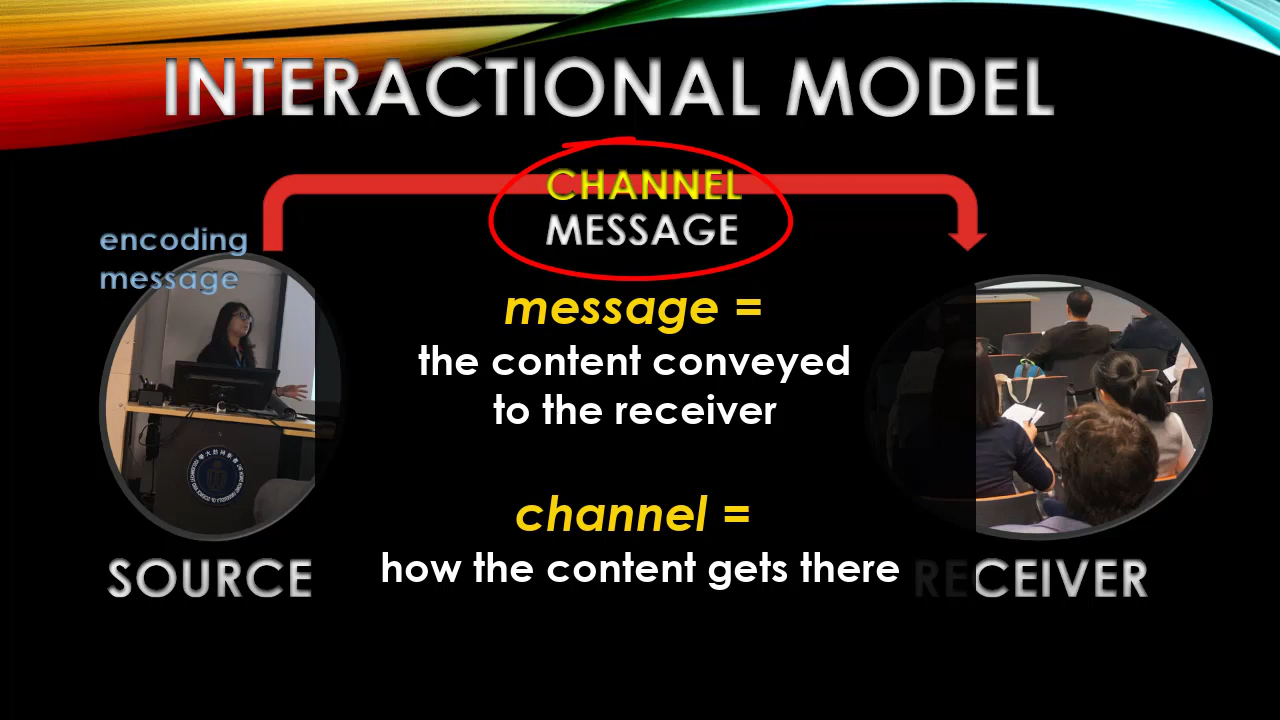 INTERACTIONAL MODEL
CHANNEL
MESSAGE
encoding
message
message =
the content conveyed
to the receiver
channel =
how the content gets there
SOURCE
RECEIVER